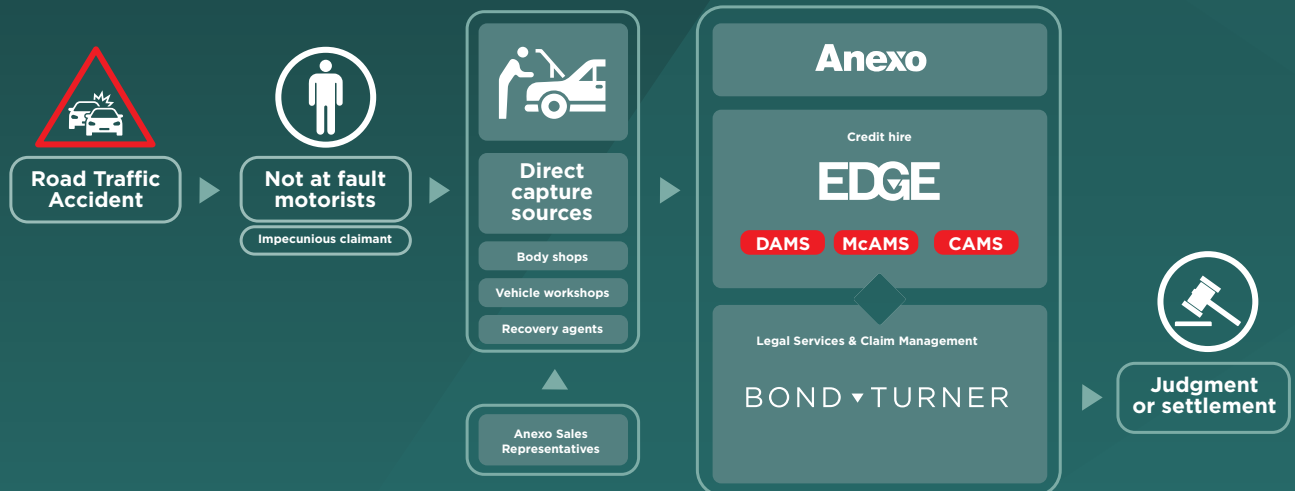 Road Traffic
Accident
Not at fault
motorists
Impecunious claimant
Direct
capture
sources
Body shops
Vehicle workshops
Recovery agents
Anexo Sales
Representatives
Anexo
Credit hire
EDGE
DAMS
McAMS
CAMS
Legal Services & Claim Management
BOND TURNER
Judgment
or settlement